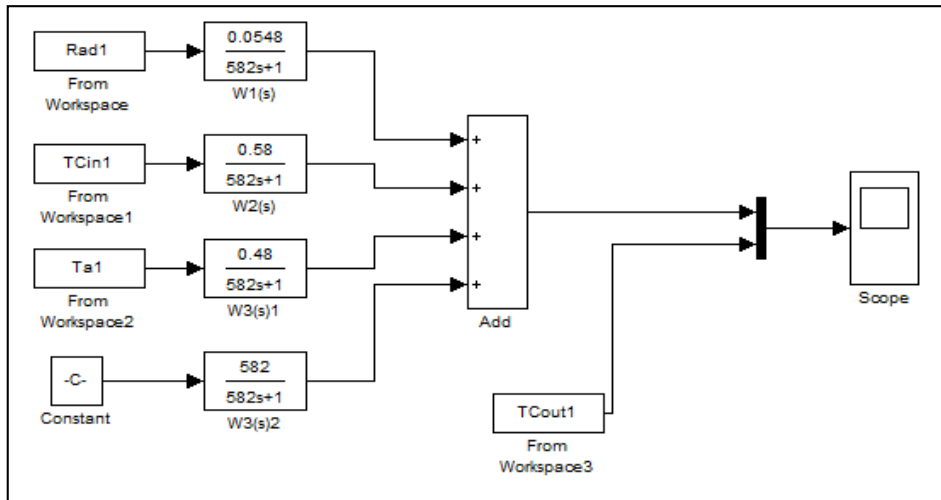 Rad1
From
Workspace
0.0548
582s+1
W1(s)
TCin1
From
Workspace1
0.58
582s+1
W2(s)
Ta1
From
Workspace2
0.48
582s+1
W3(s)1
-C-
Constant
582
582s+1
W3(s)2
+
+
+
+
Add
TCout1
From
Workspace3
Scope